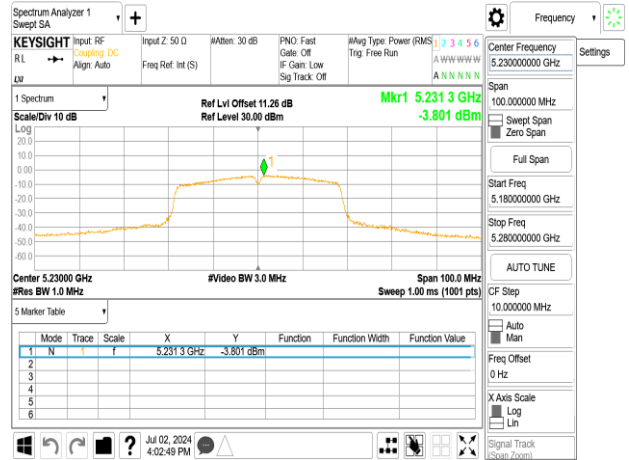 Spectrum Analyzer 1
Swept SA
Frequency
KEYSIGHT Input: RF Input Z: 50 Ω #Atten: 30 dB PNO: Fast #Avg Type: Power (RMS 1 2 3 4 5 6
RL Coupling: DC Gate: Off Trig: Free Run A W W W W W
Align: Auto Freq Ref: Int (S) IF Gain: Low
Sig Track: Off A N N N N N
Center Frequency
5.230000000 GHz
Settings
Span
100.000000 MHz
Swept Span
Zero Span
Full Span
Start Freq
5.180000000 GHz
Stop Freq
5.280000000 GHz
AUTO TUNE
CF Step
10.000000 MHz
Auto
Man
Freq Offset
0 Hz
X Axis Scale
Log
Lin
Signal Track
(Span Zoom)
1 Spectrum
Ref Lvl Offset 11.26 dB Mkr1 5.231 3 GHz
Scale/Div 10 dB Ref Level 30.00 dBm -3.801 dBm
Log
20.0
10.0
0.00
-10.0
-20.0
-30.0
-40.0
-50.0
-60.0
1
Center 5.23000 GHz #Video BW 3.0 MHz Span 100.0 MHz
#Res BW 1.0 MHz Sweep 1.00 ms (1001 pts)
5 Marker Table
Mode Trace Scale X Y Function Function Width Function Value
1 N 1 f 5.231 3 GHz -3.801 dBm
2
3
4
5
6
Jul 02, 2024
4:02:49 PM